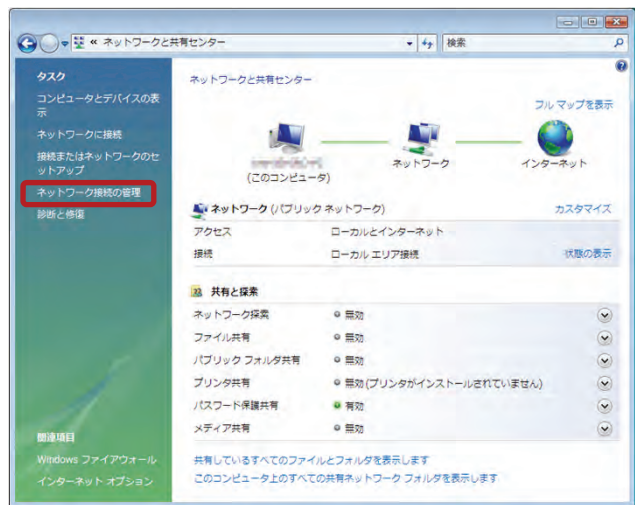 « ネットワークと共有センター
検索
タスク
コンピュータとデバイスの表
示
ネットワークに接続
接続またはネットワークのセ
ットアップ
ネットワーク接続の管理
診断と修復
関連項目
Windows ファイアウォール
インターネット オプション
ネットワークと共有センター
フル マップを表示
(このコンピュータ)
ネットワーク
インターネット
ネットワーク (パブリック ネットワーク)
カスタマイズ
アクセス
ローカルとインターネット
接続
ローカル エリア接続
状態の表示
共有と探索
ネットワーク探索
無効
ファイル共有
無効
パブリック フォルダ共有
無効
プリンタ共有
無効 (プリンタがインストールされていません)
パスワード保護共有
有効
メディア共有
無効
共有しているすべてのファイルとフォルダを表示します
このコンピュータ上のすべての共有ネットワーク フォルダを表示します